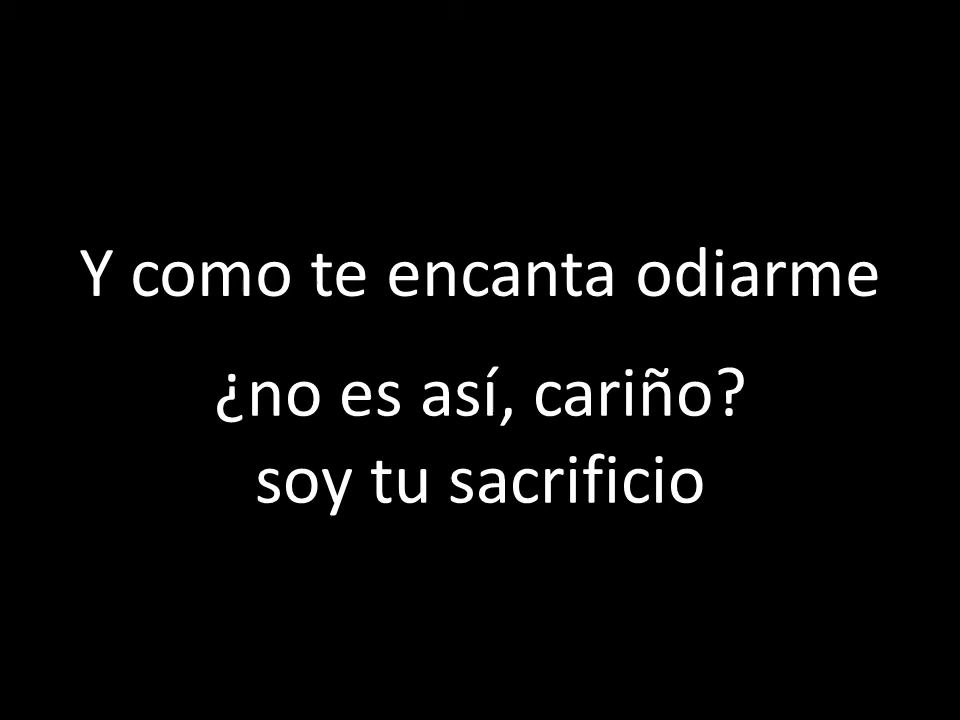 Y como te encanta odiarme
¿no es así, cariño?
soy tu sacrificio